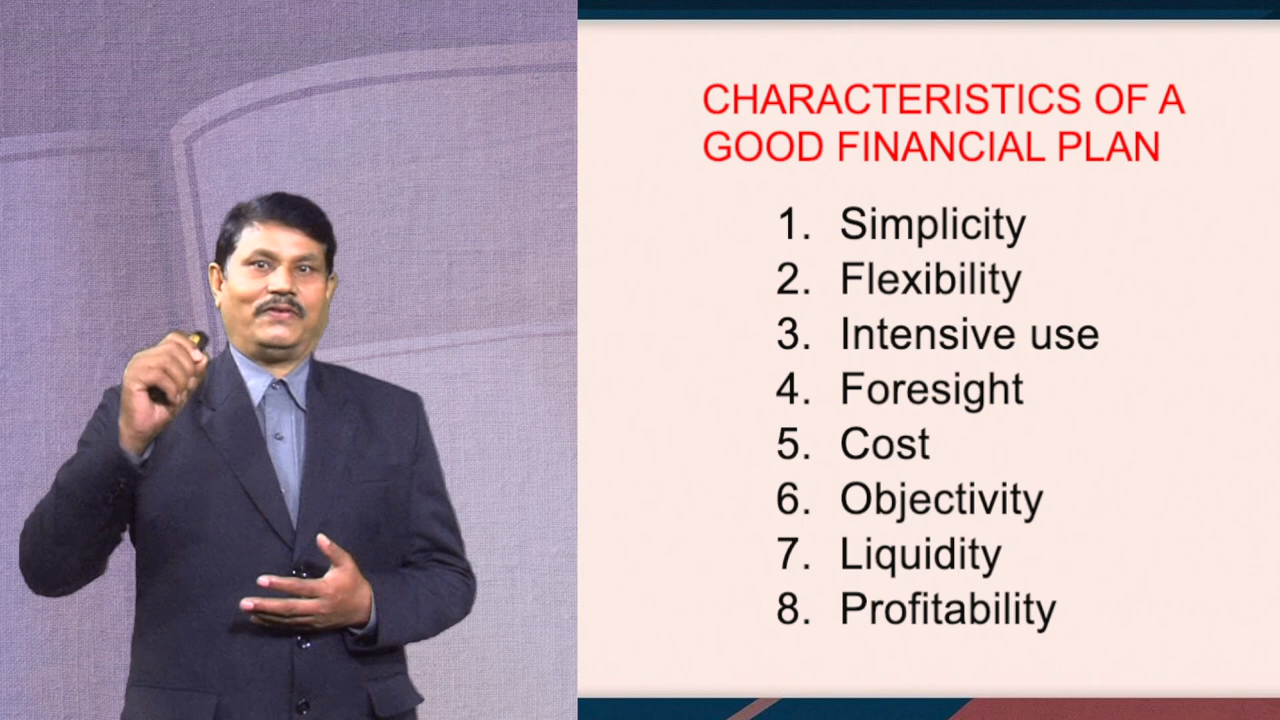 CHARACTERISTICS OF A
GOOD FINANCIAL PLAN
1. Simplicity
2. Flexibility
3. Intensive use
4. Foresight
5. Cost
6. Objectivity
7. Liquidity
8. Profitability